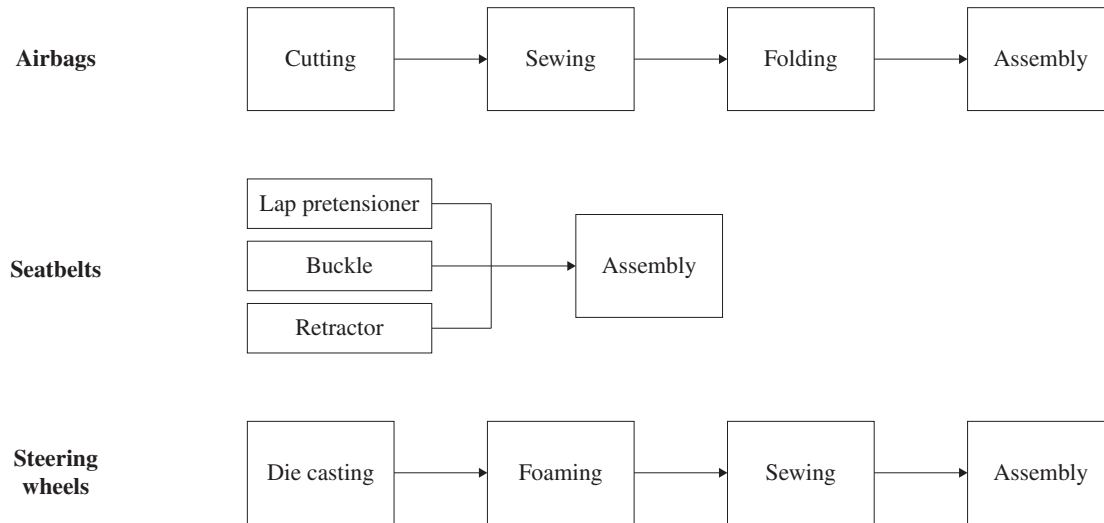 Airbags
Cutting
Sewing
Folding
Assembly
Seatbelts
Lap pretensioner
Buckle
Retractor
Assembly
Steering
wheels
Die casting
Foaming
Sewing
Assembly